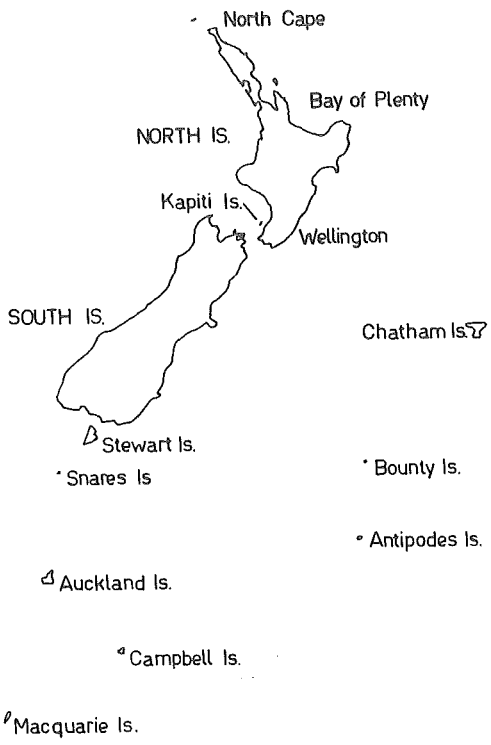 North Cape
Bay of Plenty
NORTH IS.
Kapiti Is.
Wellington
SOUTH IS.
Chatham Is.
Stewart Is.
Snares Is
Bounty Is.
Antipodes Is.
Auckland Is.
Campbell Is.
Macquarie Is.